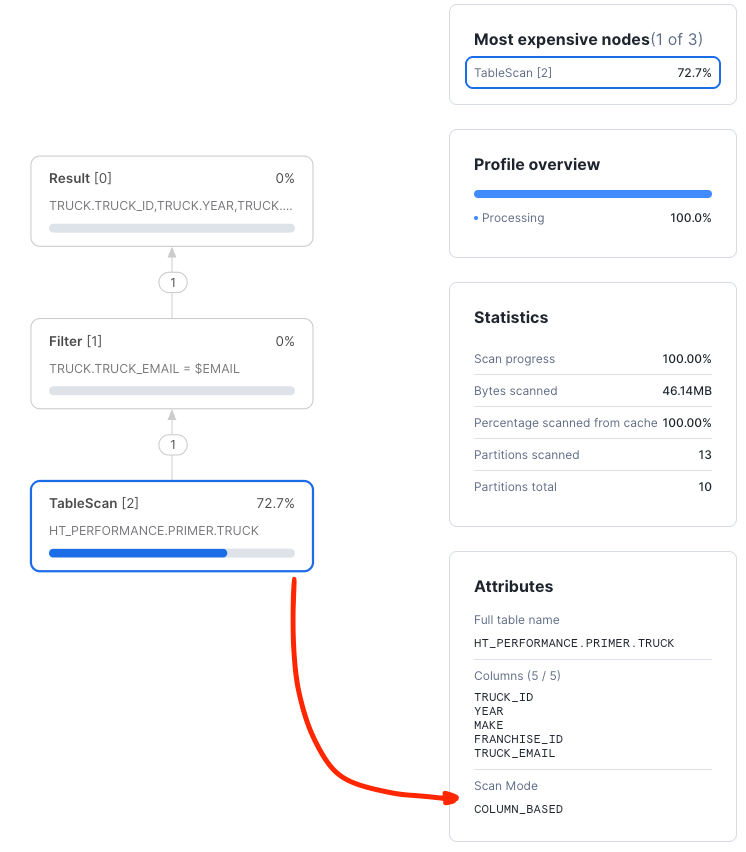 Result [0] 0%
TRUCK.TRUCK_ID,TRUCK.YEAR,TRUCK....
1
Filter [1] 0%
TRUCK.TRUCK_EMAIL = $EMAIL
1
TableScan [2] 72.7%
HT_PERFORMANCE.PRIMER.TRUCK
Most expensive nodes(1 of 3)
TableScan [2] 72.7%
Profile overview
Processing 100.0%
Statistics
Scan progress 100.00%
Bytes scanned 46.14MB
Percentage scanned from cache 100.00%
Partitions scanned 13
Partitions total 10
Attributes
Full table name
HT_PERFORMANCE.PRIMER.TRUCK
Columns (5 / 5)
TRUCK_ID
YEAR
MAKE
FRANCHISE_ID
TRUCK_EMAIL
Scan Mode
COLUMN_BASED